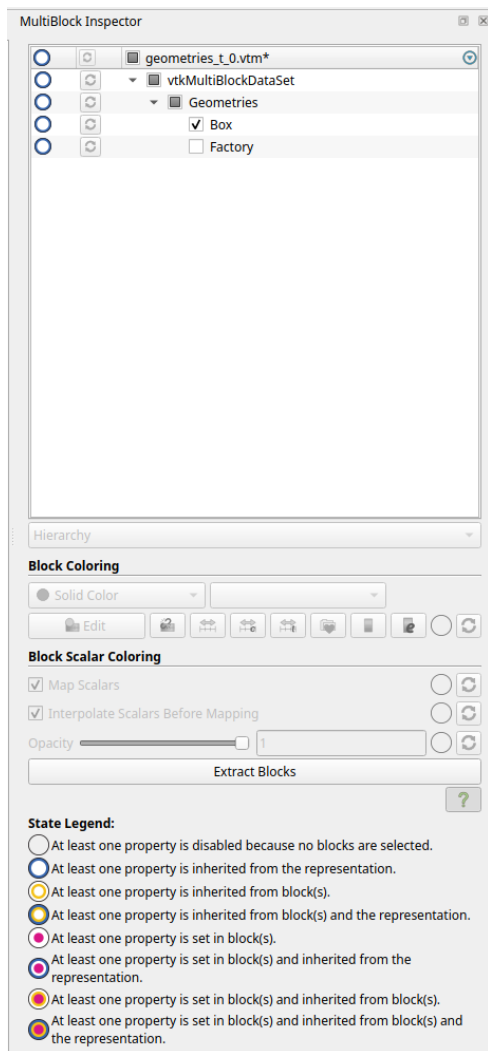 MultiBlock Inspector
geometries_t_0.vtm*
vtkMultiBlockDataSet
Geometries
Box
Factory
Hierarchy
Block Coloring
Solid Color
Edit
Block Scalar Coloring
Map Scalars
Interpolate Scalars Before Mapping
Opacity 1
Extract Blocks
?
State Legend:
At least one property is disabled because no blocks are selected.
At least one property is inherited from the representation.
At least one property is inherited from block(s).
At least one property is inherited from block(s) and the representation.
At least one property is set in block(s).
At least one property is set in block(s) and inherited from the
representation.
At least one property is set in block(s) and inherited from block(s).
At least one property is set in block(s) and inherited from block(s) and
the representation.